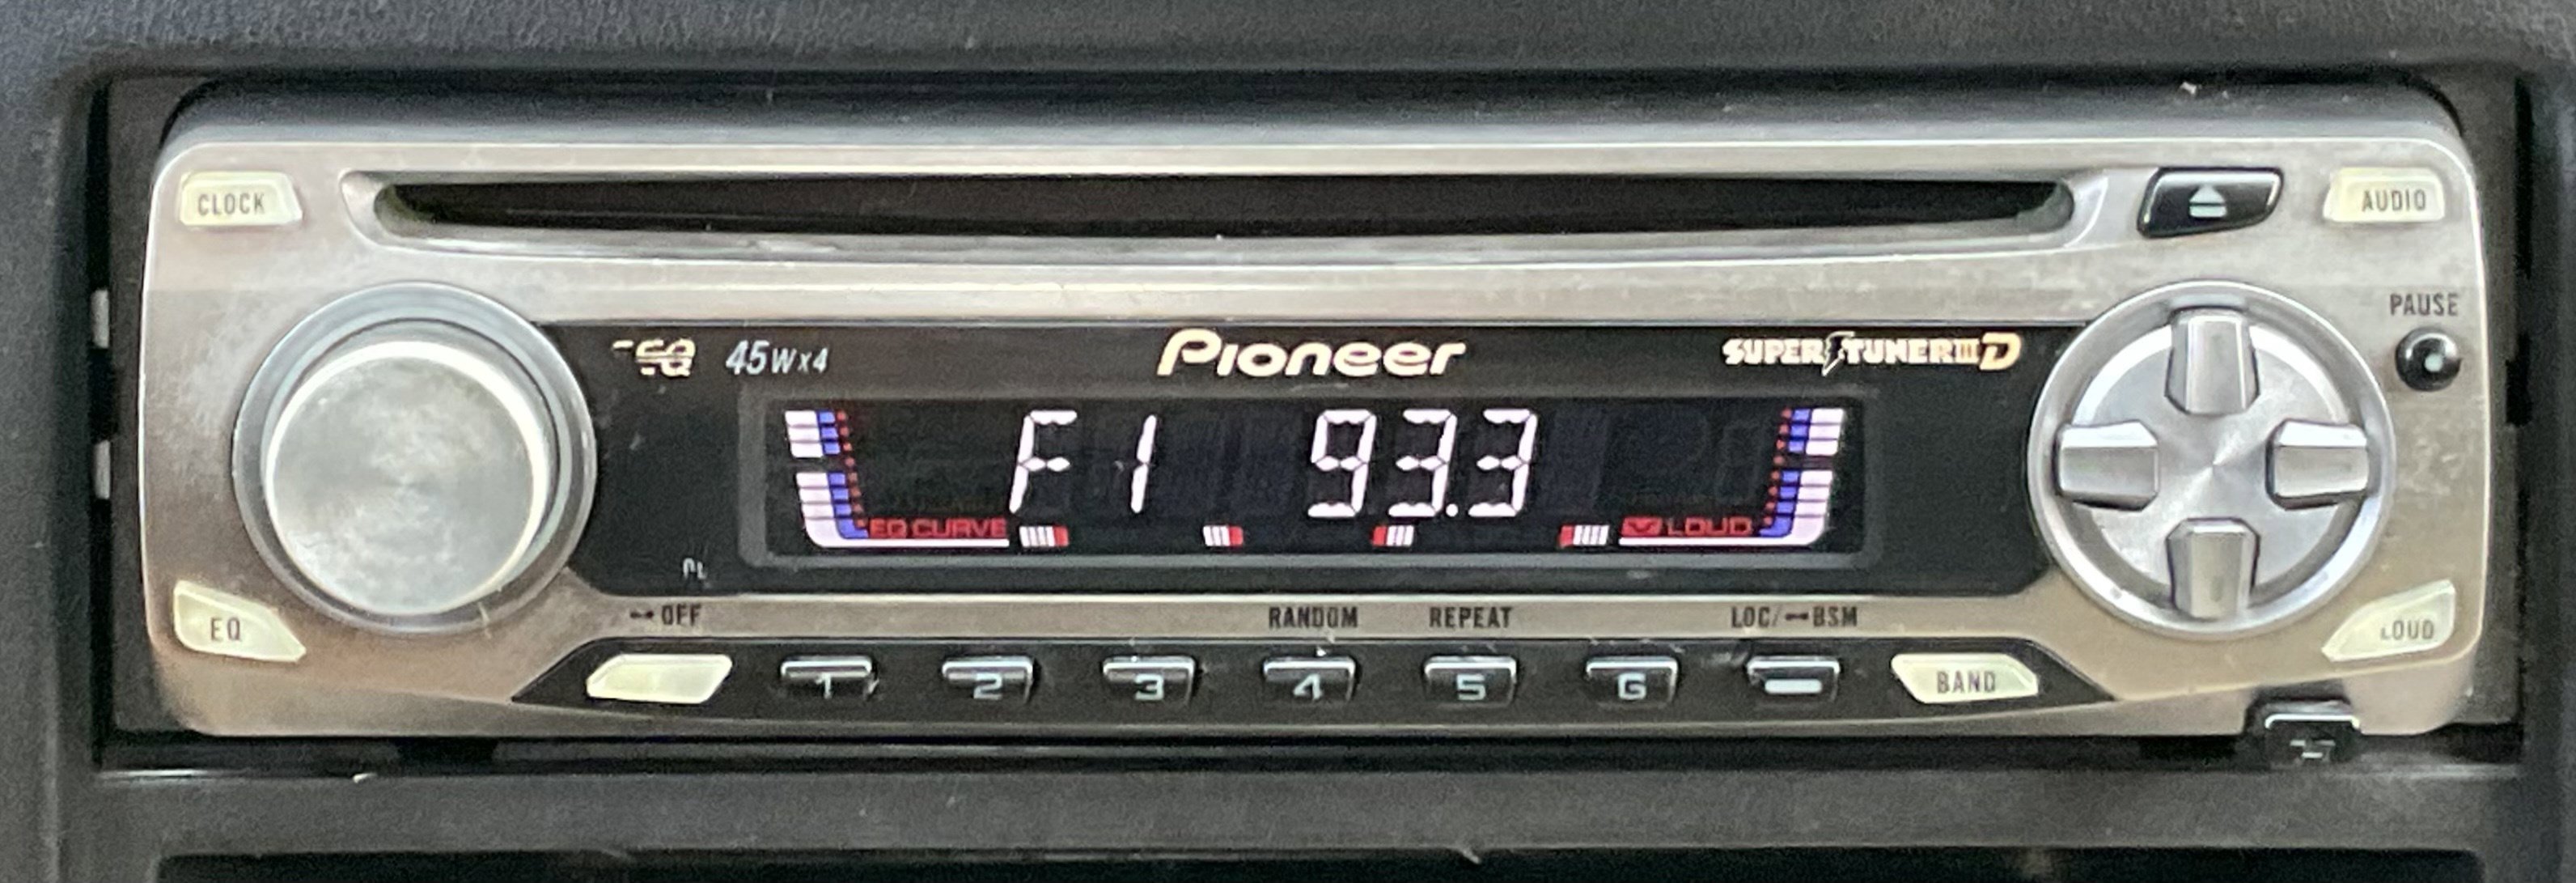 CLOCK
AUDIO
PAUSE
EQ 45Wx4
Pioneer
SUPER TUNER III D
F1 93.3
EQ CURVE
LOUD
EQ
OFF
RANDOM
REPEAT
LOC/ BSM
LOUD
1 2 3 4 5 6
BAND